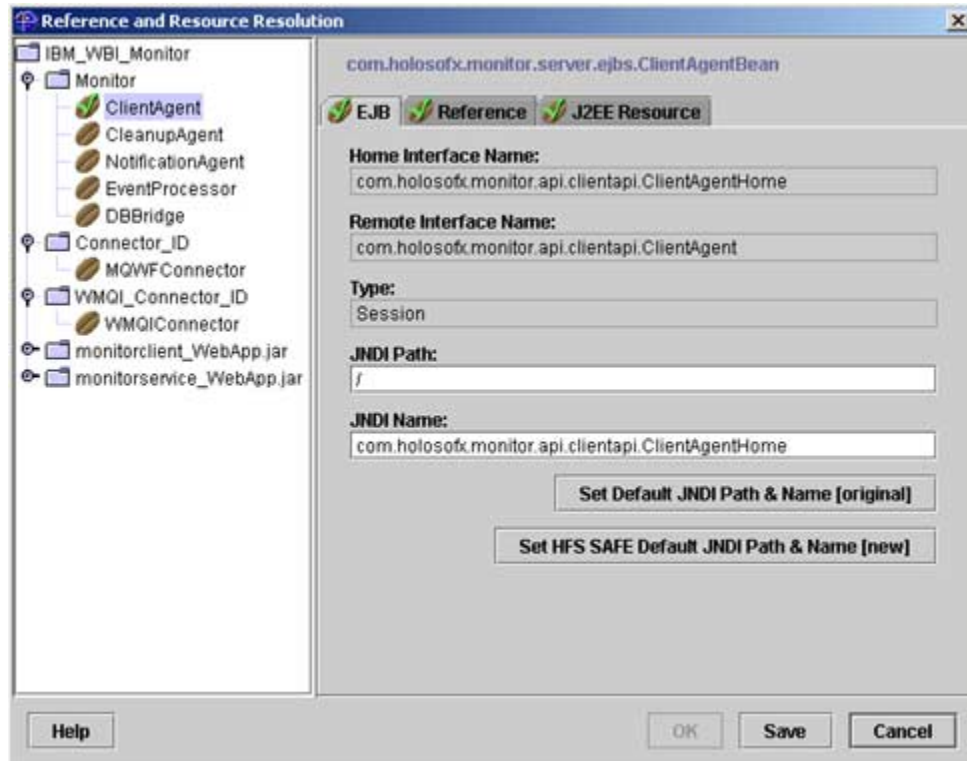 Reference and Resource Resolution
IBM_WBI_Monitor
Monitor
ClientAgent
CleanupAgent
NotificationAgent
EventProcessor
DBBridge
Connector_ID
MQWFConnector
WMQI_Connector_ID
WMQIConnector
monitorclient_WebApp.jar
monitorservice_WebApp.jar
com.holosofx.monitor.server.ejbs.ClientAgentBean
EJB Reference J2EE Resource
Home Interface Name:
com.holosofx.monitor.api.clientapi.ClientAgentHome
Remote Interface Name:
com.holosofx.monitor.api.clientapi.ClientAgent
Type:
Session
JNDI Path:
/
JNDI Name:
com.holosofx.monitor.api.clientapi.ClientAgentHome
Set Default JNDI Path & Name [original]
Set HFS SAFE Default JNDI Path & Name [new]
Help OK Save Cancel